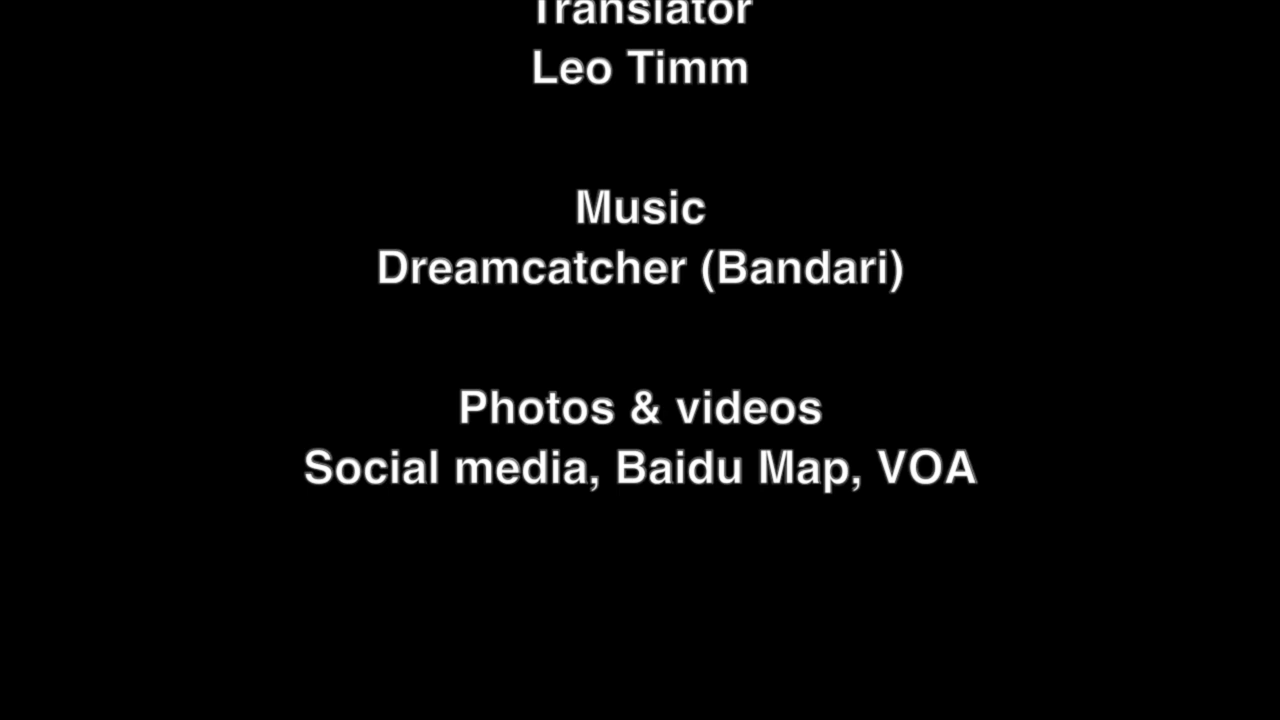 Translator
Leo Timm
Music
Dreamcatcher (Bandari)
Photos & videos
Social media, Baidu Map, VOA